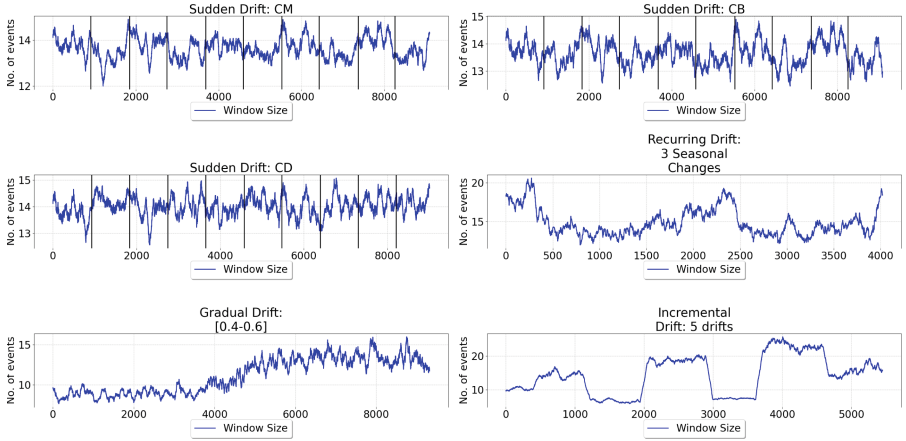 Sudden Drift: CM
No. of events
14
12
0 2000 4000 6000 8000
Window Size
Sudden Drift: CB
No. of events
15
14
13
0 2000 4000 6000 8000
Window Size
Sudden Drift: CD
No. of events
15
14
13
0 2000 4000 6000 8000
Window Size
Recurring Drift:
3 Seasonal
Changes
No. of events
20
15
0 500 1000 1500 2000 2500 3000 3500 4000
Window Size
Gradual Drift:
[0.4-0.6]
No. of events
15
10
0 2000 4000 6000 8000
Window Size
Incremental
Drift: 5 drifts
No. of events
20
10
0 1000 2000 3000 4000 5000
Window Size